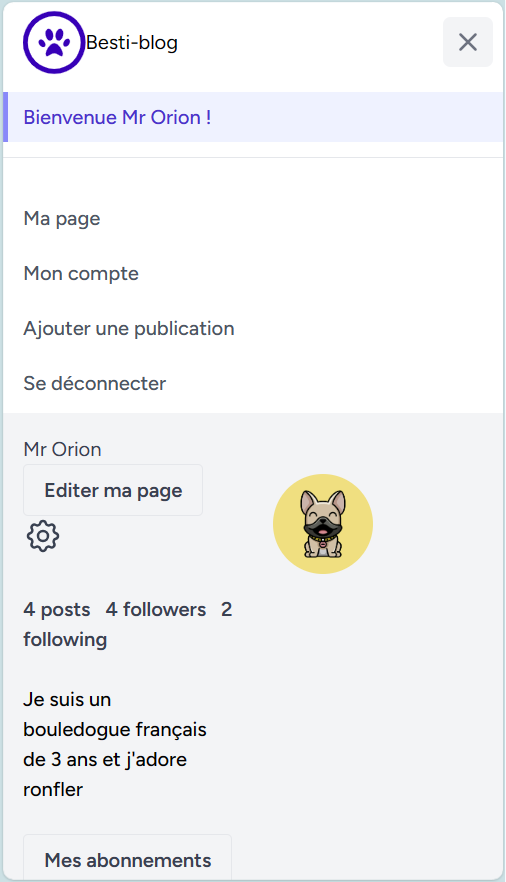 Besti-blog
Bienvenue Mr Orion !
Ma page
Mon compte
Ajouter une publication
Se déconnecter
Mr Orion
Editer ma page
4 posts 4 followers 2
following
Je suis un
bouledogue français
de 3 ans et j'adore
ronfler
Mes abonnements